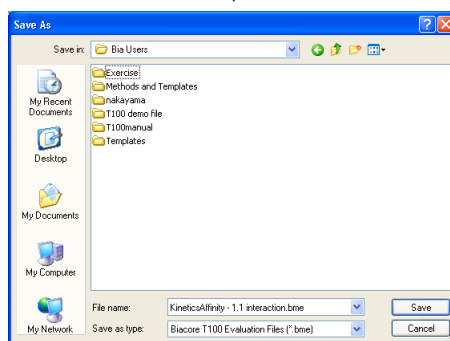 Save As
Save in:
Bia Users
Exercise
Methods and Templates
nakayama
T100 demo file
T100manual
Templates
My Recent
Documents
Desktop
My Documents
My Computer
My Network
File name:
KineticsAffinity - 1.1 interaction.bme
Save
Save as type:
Biacore T100 Evaluation Files (*.bme)
Cancel